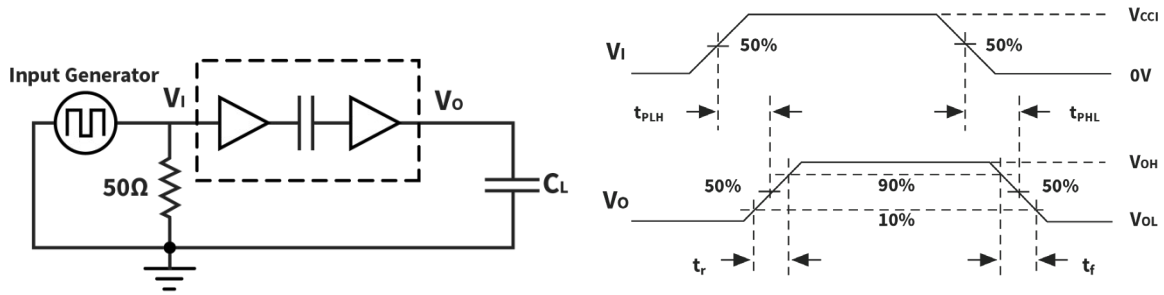 Input Generator
VI
VO
50Ω
CL
VI
50%
50%
VCCI
0V
tPLH
tPHL
VO
50%
90%
50%
10%
VOH
VOL
tr
tf